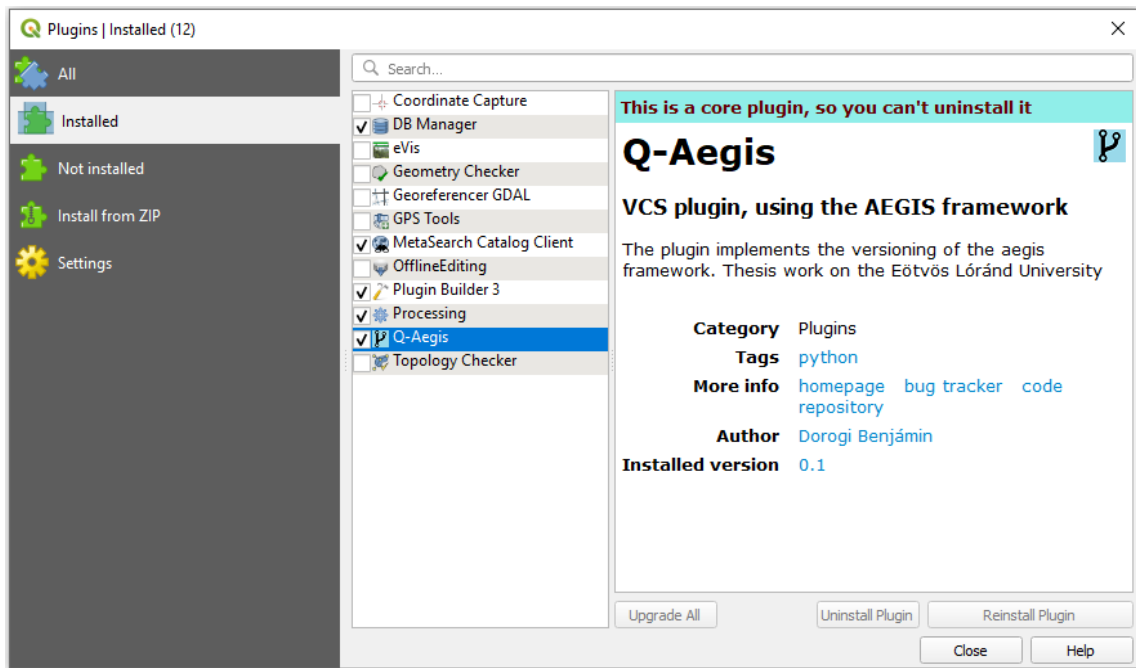 Plugins | Installed (12)
All
Installed
Not installed
Install from ZIP
Settings
Search...
Coordinate Capture
DB Manager
eVis
Geometry Checker
Georeferencer GDAL
GPS Tools
MetaSearch Catalog Client
OfflineEditing
Plugin Builder 3
Processing
Q-Aegis
Topology Checker
This is a core plugin, so you can't uninstall it
Q-Aegis
VCS plugin, using the AEGIS framework
The plugin implements the versioning of the aegis
framework. Thesis work on the Eötvös Lóránd University
Category Plugins
Tags python
More info homepage bug tracker code
repository
Author Dorogi Benjámin
Installed version 0.1
Upgrade All Uninstall Plugin Reinstall Plugin
Close Help